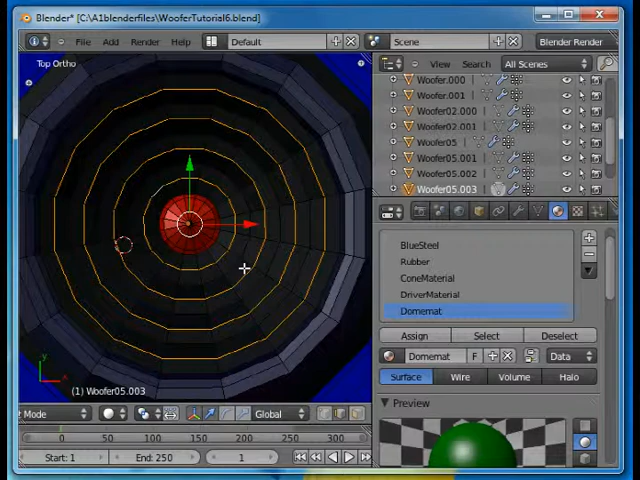 Blender* [C:\A1blenderfiles\WooferTutorial6.blend]
File Add Render Help Default Scene Blender Render
Top Ortho
View Search All Scenes
Woofer.000
Woofer.001
Woofer02.000
Woofer02.001
Woofer05
Woofer05.001
Woofer05.002
Woofer05.003
BlueSteel
Rubber
ConeMaterial
DriverMaterial
Domemat
Assign Select Deselect
Domemat F Data
Surface Wire Volume Halo
Preview
y
x
(1) Woofer05.003
t Mode Global
0 50 100 150 200 250 300
Start: 1 End: 250 1